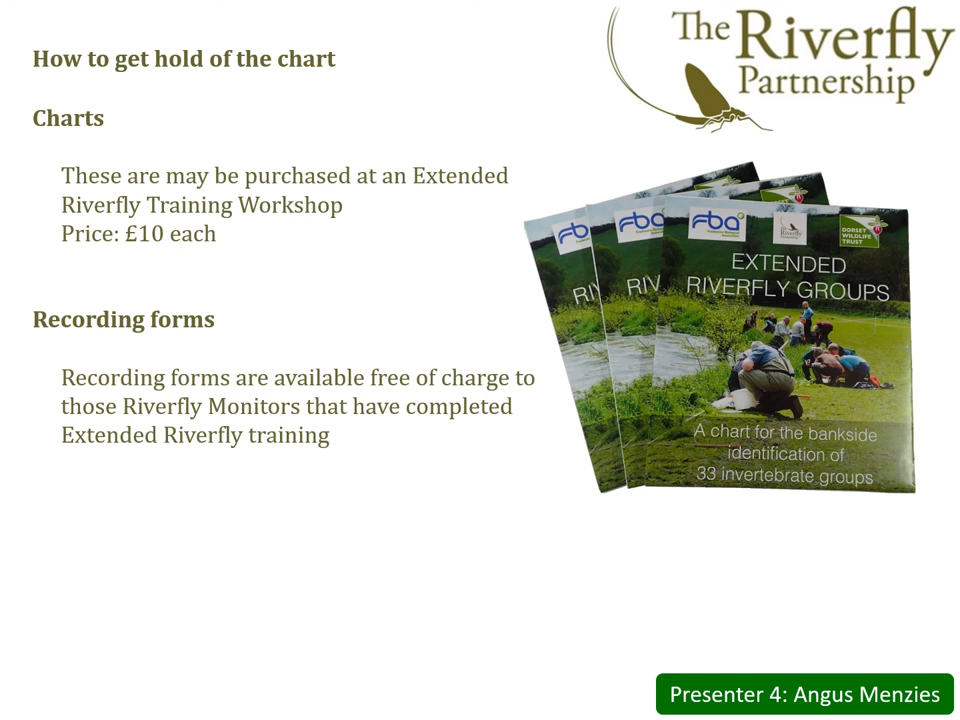 The Riverfly
Partnership
How to get hold of the chart
Charts
These are may be purchased at an Extended
Riverfly Training Workshop
Price: £10 each
Recording forms
Recording forms are available free of charge to
those Riverfly Monitors that have completed
Extended Riverfly training
fb
RIV
fba
RIV
fba
Riverfly
DORSET
WILDLIFE
TRUST
EXTENDED
RIVERFLY GROUPS
A chart for the bankside
identification of
33 invertebrate groups
Presenter 4: Angus Menzies